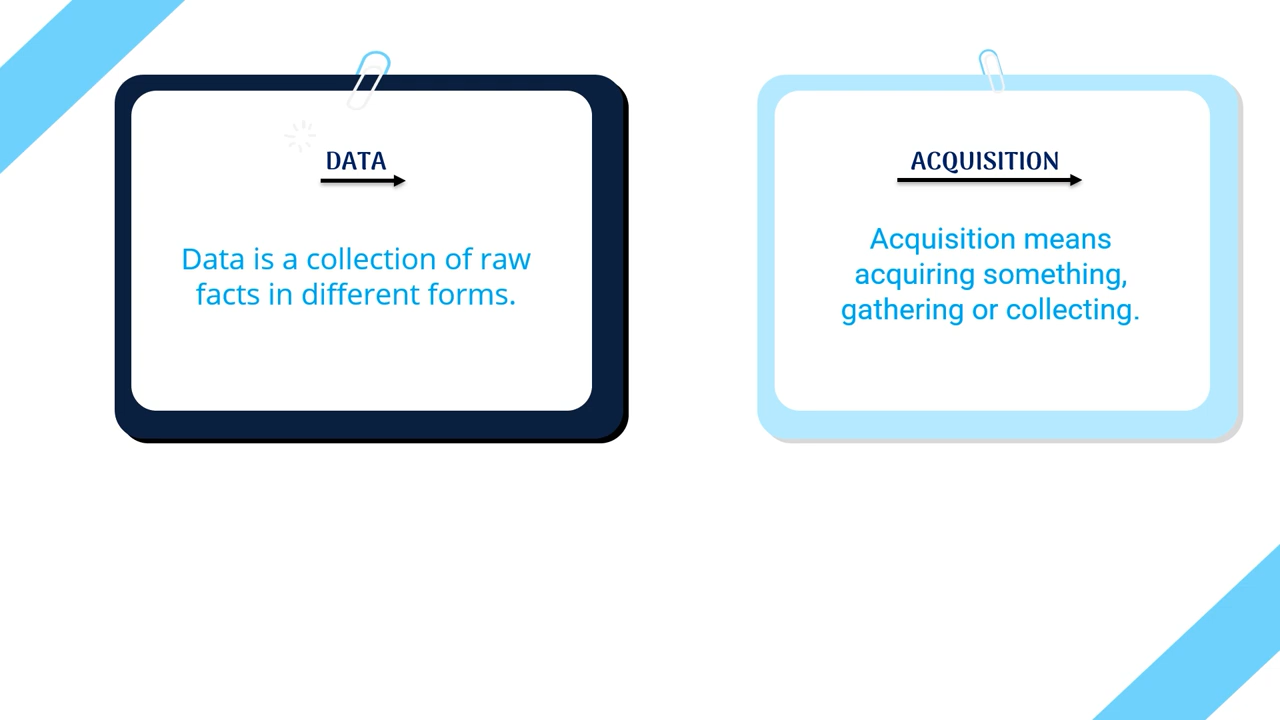 DATA
Data is a collection of raw
facts in different forms.
ACQUISITION
Acquisition means
acquiring something,
gathering or collecting.